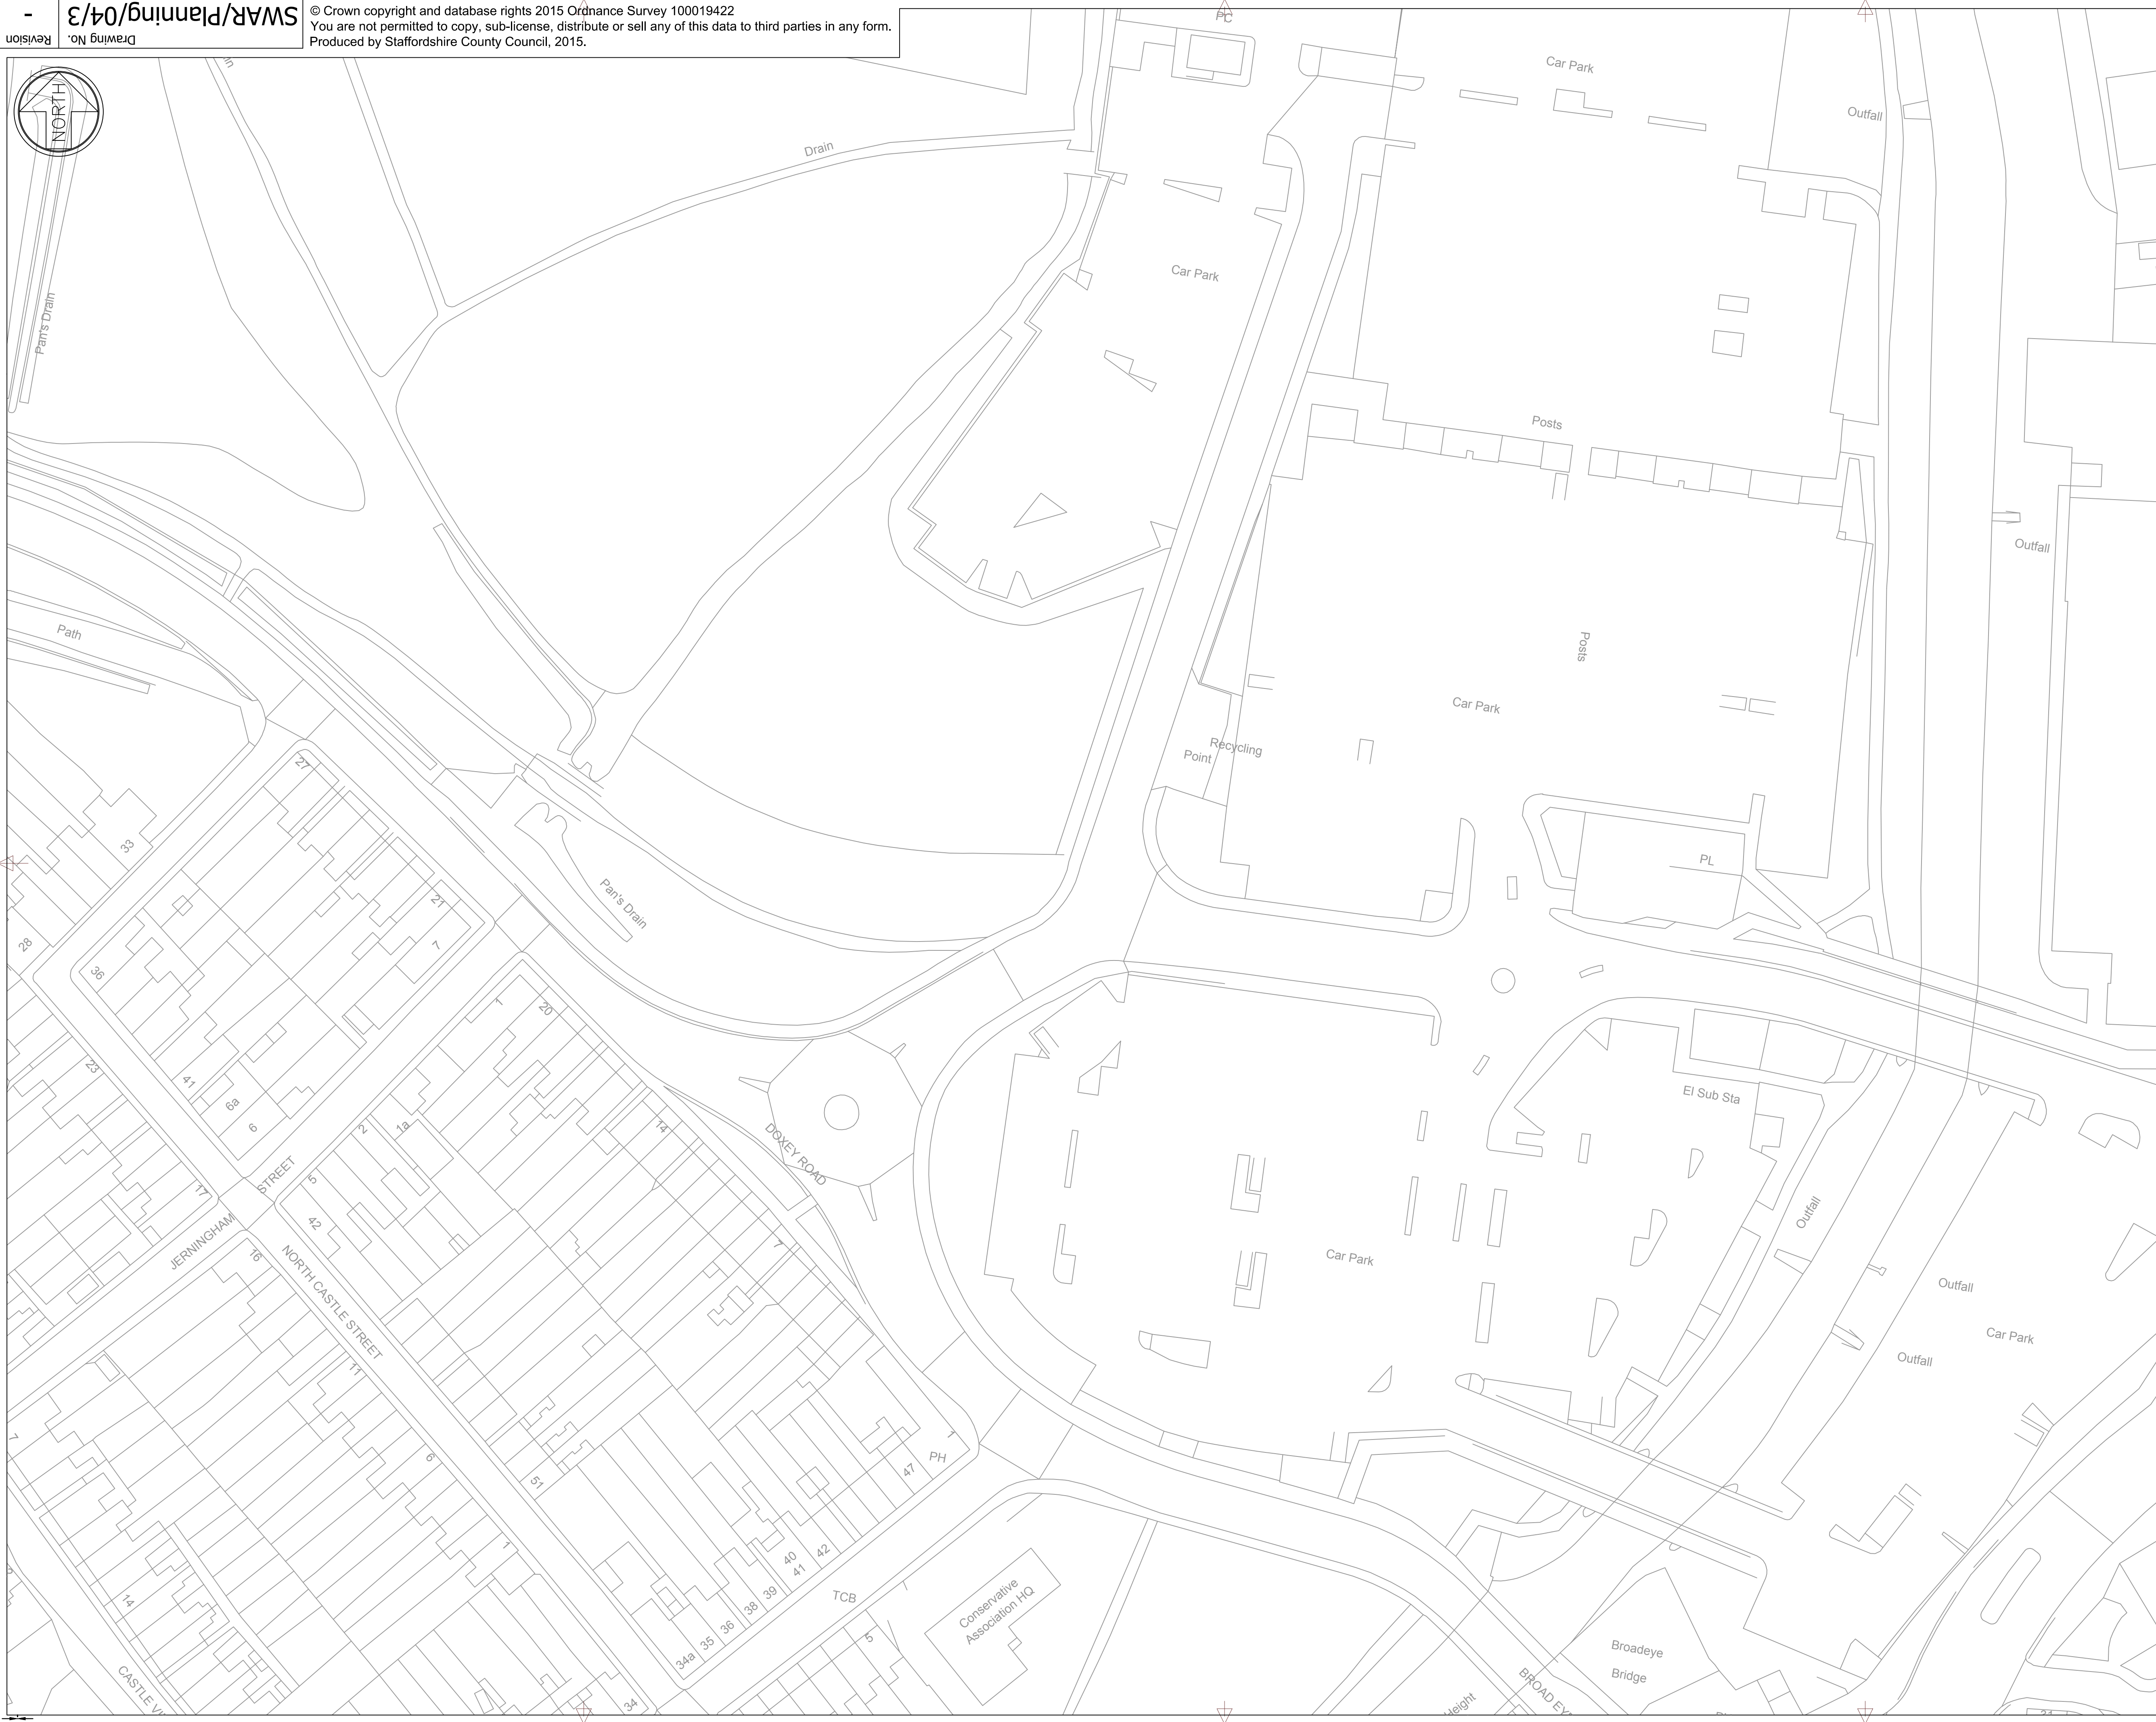 SWAR/Planning/04/3
-
Drawing No.
Revision
© Crown copyright and database rights 2015 Ordnance Survey 100019422
You are not permitted to copy, sub-license, distribute or sell any of this data to third parties in any form.
Produced by Staffordshire County Council, 2015.
NORTH
PC
Car Park
Outfall
Drain
Car Park
Pan's Drain
Posts
Outfall
Path
Posts
Car Park
Recycling
Point
27
33
PL
21
Pan's Drain
7
28
36
1
20
23
41
El Sub Sta
6a
6
2
1a
14
DOXEY ROAD
STREET
5
17
42
Outfall
JERNINGHAM
16
NORTH CASTLE STREET
7
Car Park
Outfall
Car Park
Outfall
11
7
6
1
PH
47
51
1
42
40
41
39
38
36
35
34a
14
TCB
Conservative
Association HQ
5
Broadeye
Bridge
CASTLE
34
Height
BROAD